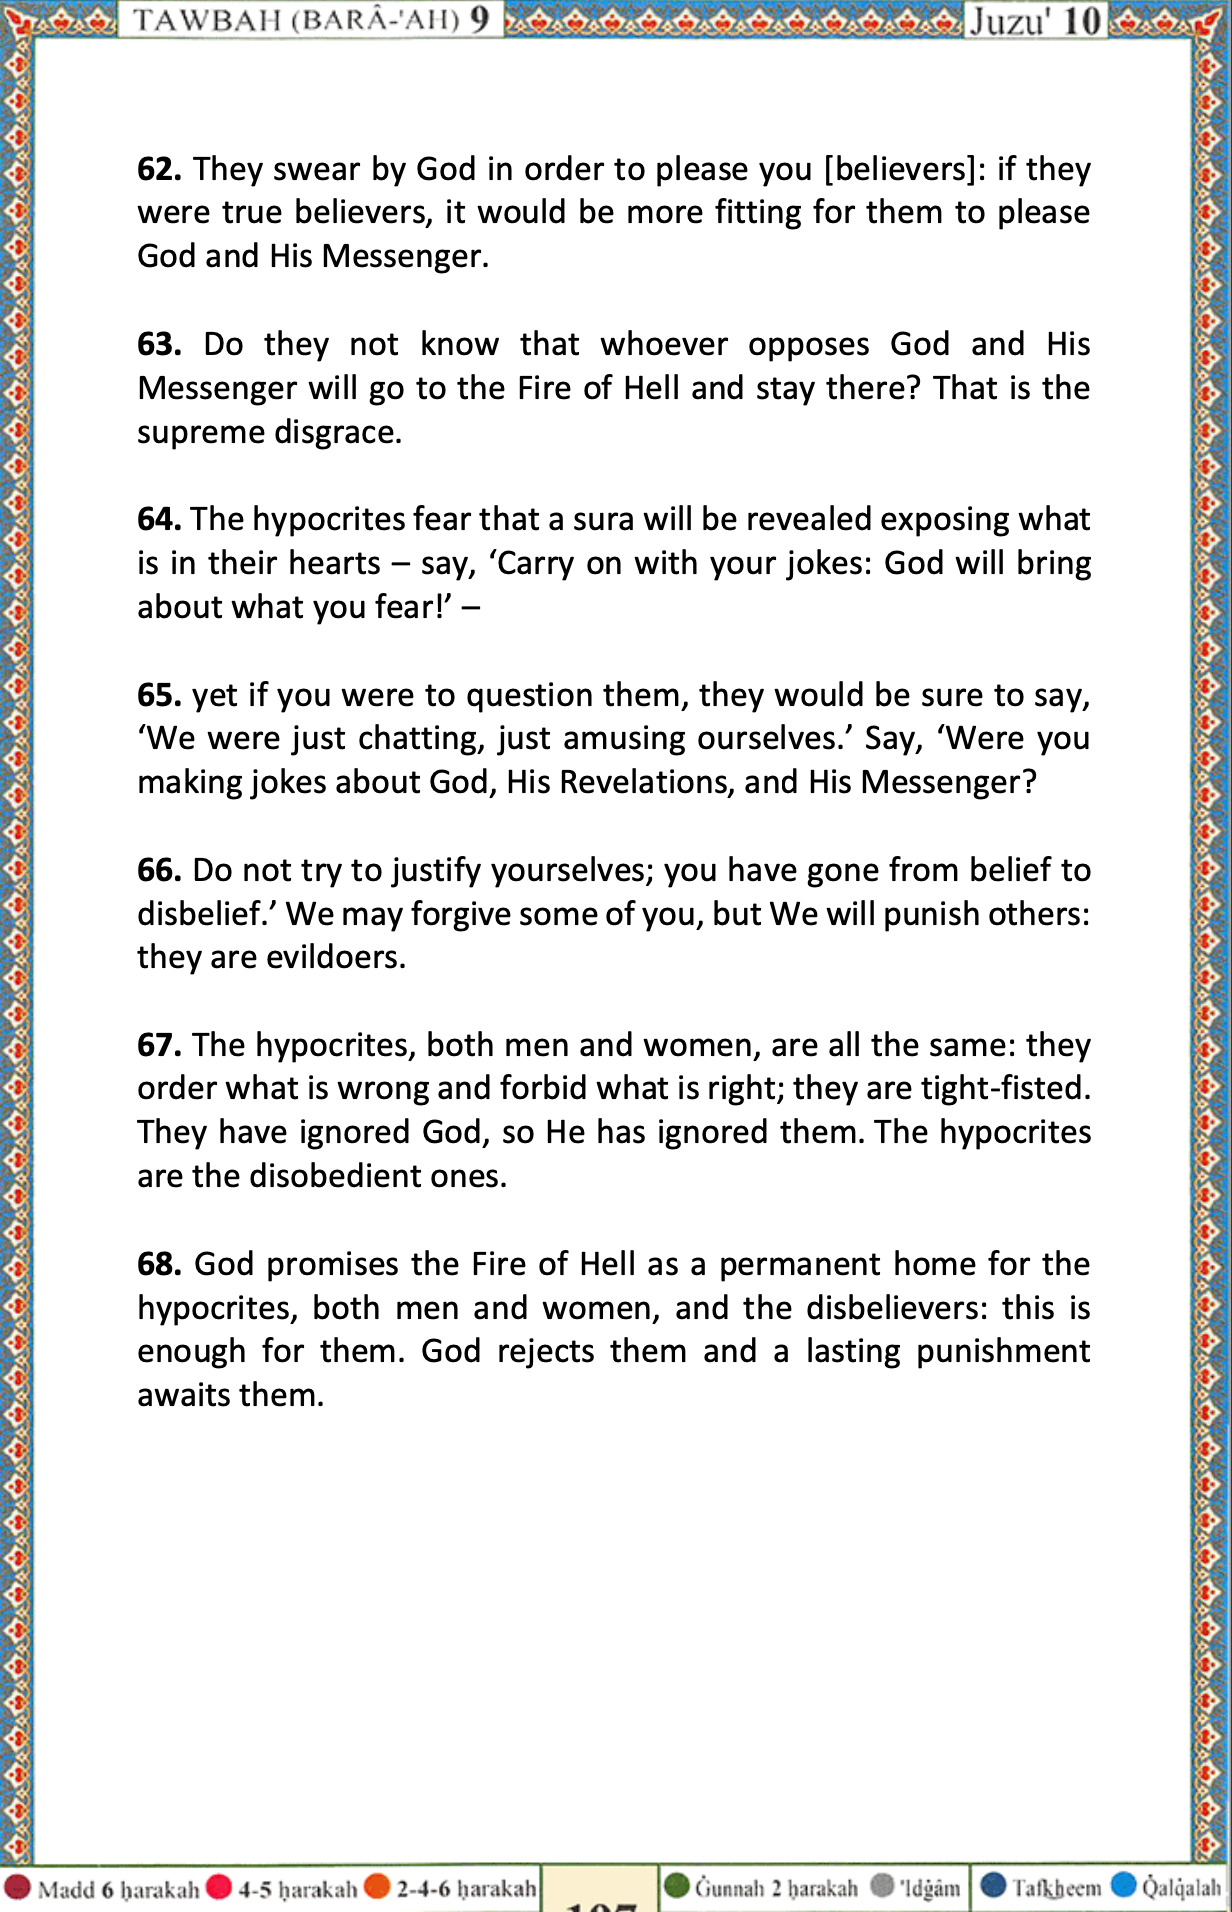 TAWBAH (BARÂ-'AH) 9
Juzu' 10
62. They swear by God in order to please you [believers]: if they
were true believers, it would be more fitting for them to please
God and His Messenger.
63. Do they not know that whoever opposes God and His
Messenger will go to the Fire of Hell and stay there? That is the
supreme disgrace.
64. The hypocrites fear that a sura will be revealed exposing what
is in their hearts – say, ‘Carry on with your jokes: God will bring
about what you fear!’ –
65. yet if you were to question them, they would be sure to say,
‘We were just chatting, just amusing ourselves.’ Say, ‘Were you
making jokes about God, His Revelations, and His Messenger?
66. Do not try to justify yourselves; you have gone from belief to
disbelief.’ We may forgive some of you, but We will punish others:
they are evildoers.
67. The hypocrites, both men and women, are all the same: they
order what is wrong and forbid what is right; they are tight-fisted.
They have ignored God, so He has ignored them. The hypocrites
are the disobedient ones.
68. God promises the Fire of Hell as a permanent home for the
hypocrites, both men and women, and the disbelievers: this is
enough for them. God rejects them and a lasting punishment
awaits them.
Madd 6 ḥarakah 4-5 ḥarakah 2-4-6 ḥarakah
Ġunnah 2 ḥarakah 'Idġâm
Tafkheem Q̇alq̇alah